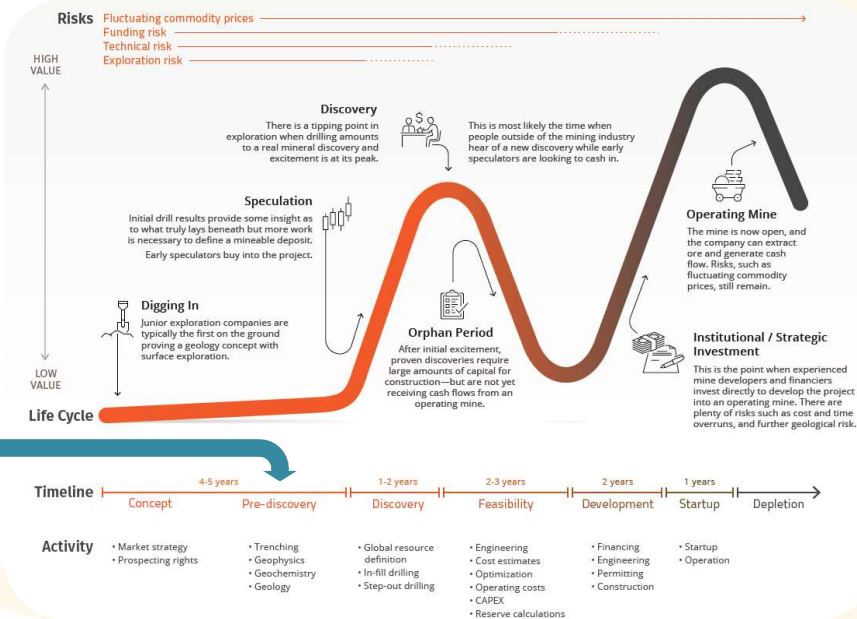 Risks
Fluctuating commodity prices
Funding risk
Technical risk
Exploration risk
HIGH
VALUE
Discovery
There is a tipping point in
exploration when drilling amounts
to a real mineral discovery and
excitement is at its peak.
This is most likely the time when
people outside of the mining industry
hear of a new discovery while early
speculators are looking to cash in.
Speculation
Initial drill results provide some insight as
to what truly lays beneath but more work
is necessary to define a mineable deposit.
Early speculators buy into the project.
Operating Mine
The mine is now open, and
the company can extract
ore and generate cash
flow. Risks, such as
fluctuating commodity
prices, still remain.
Digging In
Junior exploration companies are
typically the first on the ground
proving a geology concept with
surface exploration.
Orphan Period
After initial excitement,
proven discoveries require
large amounts of capital for
construction—but are not yet
receiving cash flows from an
operating mine.
Institutional / Strategic
Investment
This is the point when experienced
mine developers and financiers
invest directly to develop the project
into an operating mine. There are
plenty of risks such as cost and time
overruns, and further geological risk.
LOW
VALUE
Life Cycle
Timeline
4-5 years
1-2 years
2-3 years
2 years
1 years
Concept
Pre-discovery
Discovery
Feasibility
Development
Startup
Depletion
Activity
• Market strategy
• Prospecting rights
• Trenching
• Geophysics
• Geochemistry
• Geology
• Global resource
definition
• In-fill drilling
• Step-out drilling
• Engineering
• Cost estimates
• Optimization
• Operating costs
• CAPEX
• Reserve calculations
• Financing
• Engineering
• Permitting
• Construction
• Startup
• Operation